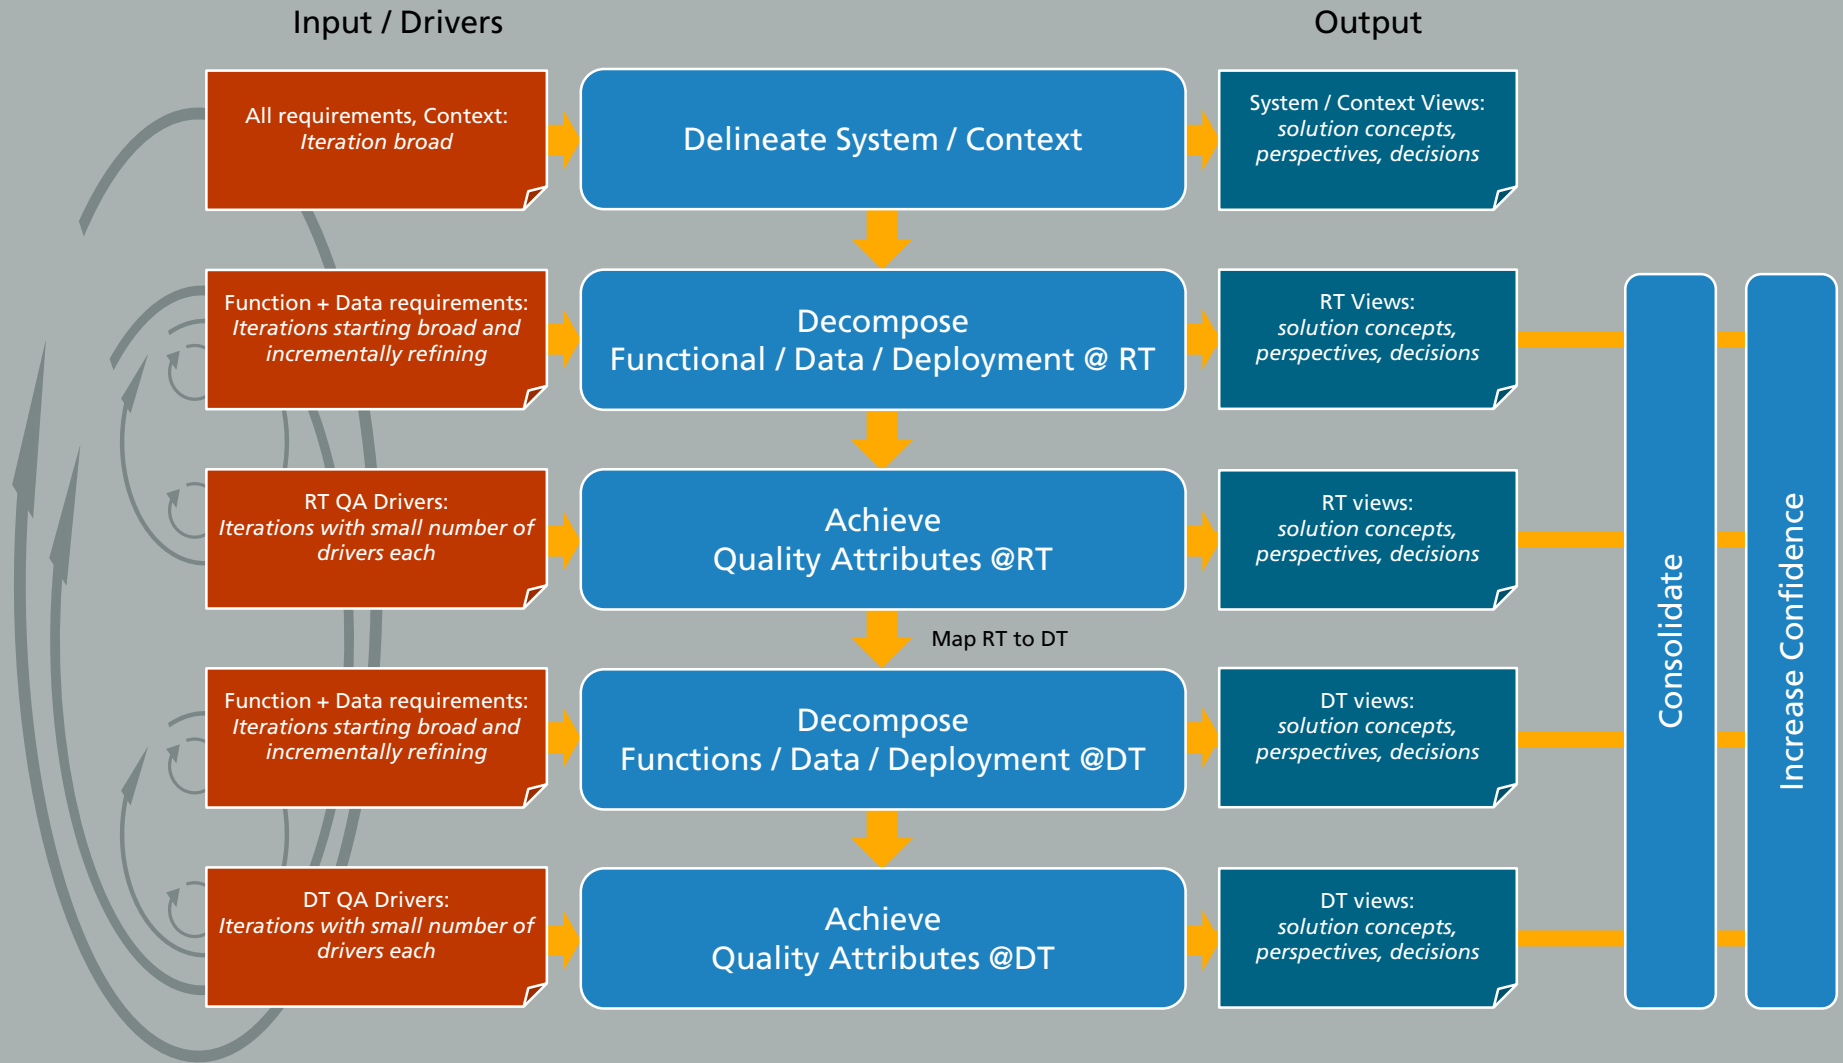 Input / Drivers
Output
All requirements, Context:
Iteration broad
Delineate System / Context
System / Context Views:
solution concepts,
perspectives, decisions
Function + Data requirements:
Iterations starting broad and
incrementally refining
Decompose
Functional / Data / Deployment @ RT
RT Views:
solution concepts,
perspectives, decisions
RT QA Drivers:
Iterations with small number of
drivers each
Achieve
Quality Attributes @RT
RT views:
solution concepts,
perspectives, decisions
Map RT to DT
Function + Data requirements:
Iterations starting broad and
incrementally refining
Decompose
Functions / Data / Deployment @DT
DT views:
solution concepts,
perspectives, decisions
DT QA Drivers:
Iterations with small number of
drivers each
Achieve
Quality Attributes @DT
DT views:
solution concepts,
perspectives, decisions
Consolidate
Increase Confidence